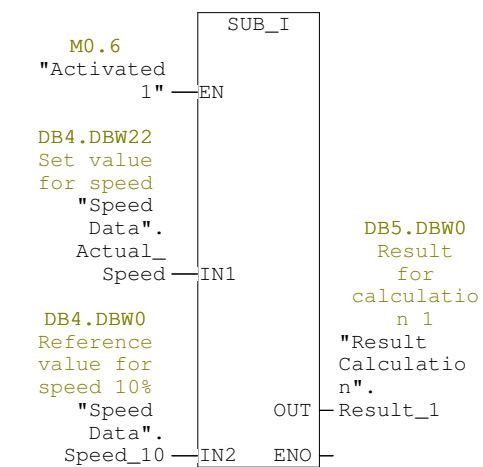 SUB_I
M0.6
"Activated
1"
EN
DB4.DBW22
Set value
for speed
"Speed
Data".
Actual_
Speed
IN1
DB4.DBW0
Reference
value for
speed 10%
"Speed
Data".
Speed_10
IN2
DB5.DBW0
Result
for
calculatio
n 1
"Result
Calculatio
n".
OUT
Result_1
ENO